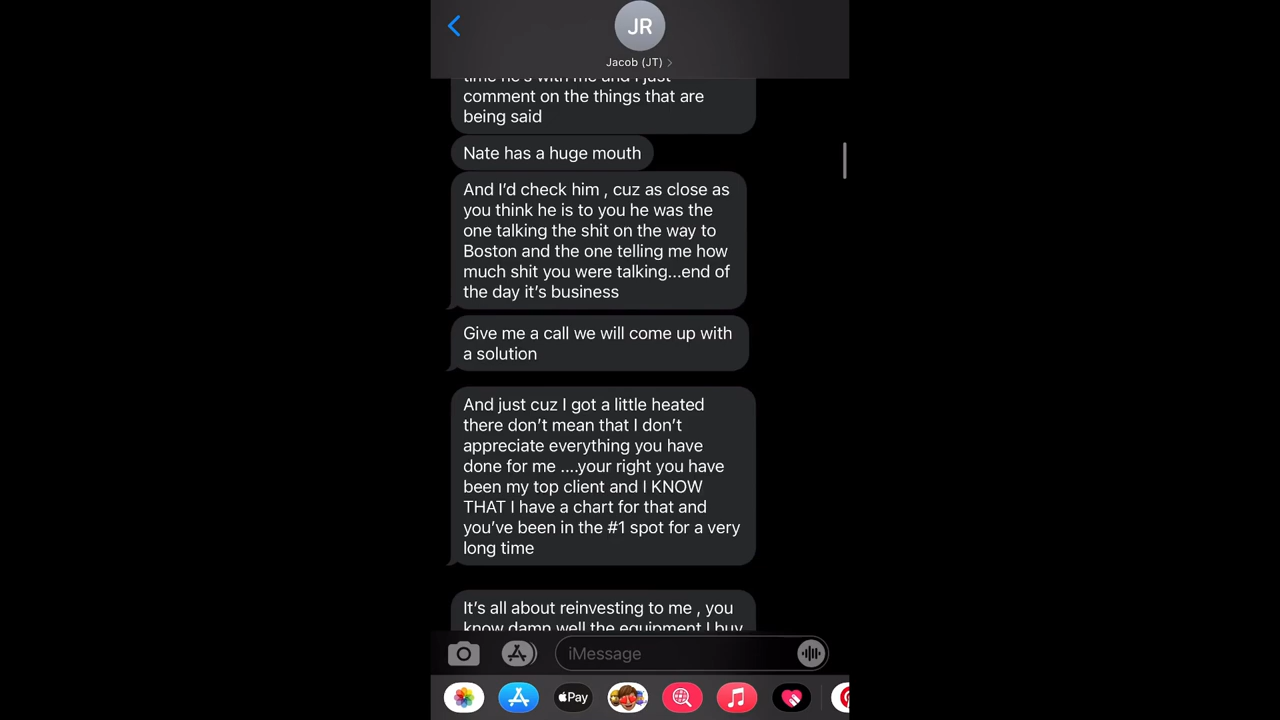 JR
Jacob (JT)
time he's with me and I just
comment on the things that are
being said
Nate has a huge mouth
And I'd check him , cuz as close as
you think he is to you he was the
one talking the shit on the way to
Boston and the one telling me how
much shit you were talking...end of
the day it's business
Give me a call we will come up with
a solution
And just cuz I got a little heated
there don't mean that I don't
appreciate everything you have
done for me ....your right you have
been my top client and I KNOW
THAT I have a chart for that and
you've been in the #1 spot for a very
long time
It's all about reinvesting to me , you
know damn well the equipment I buy
iMessage
Pay